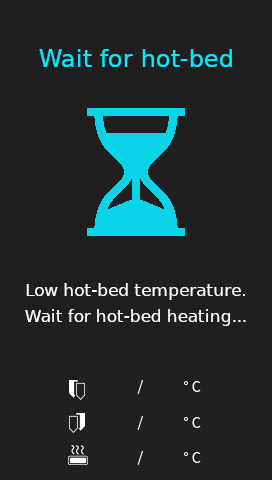 Wait for hot-bed
Low hot-bed temperature.
Wait for hot-bed heating...
/ °C
/ °C
/ °C